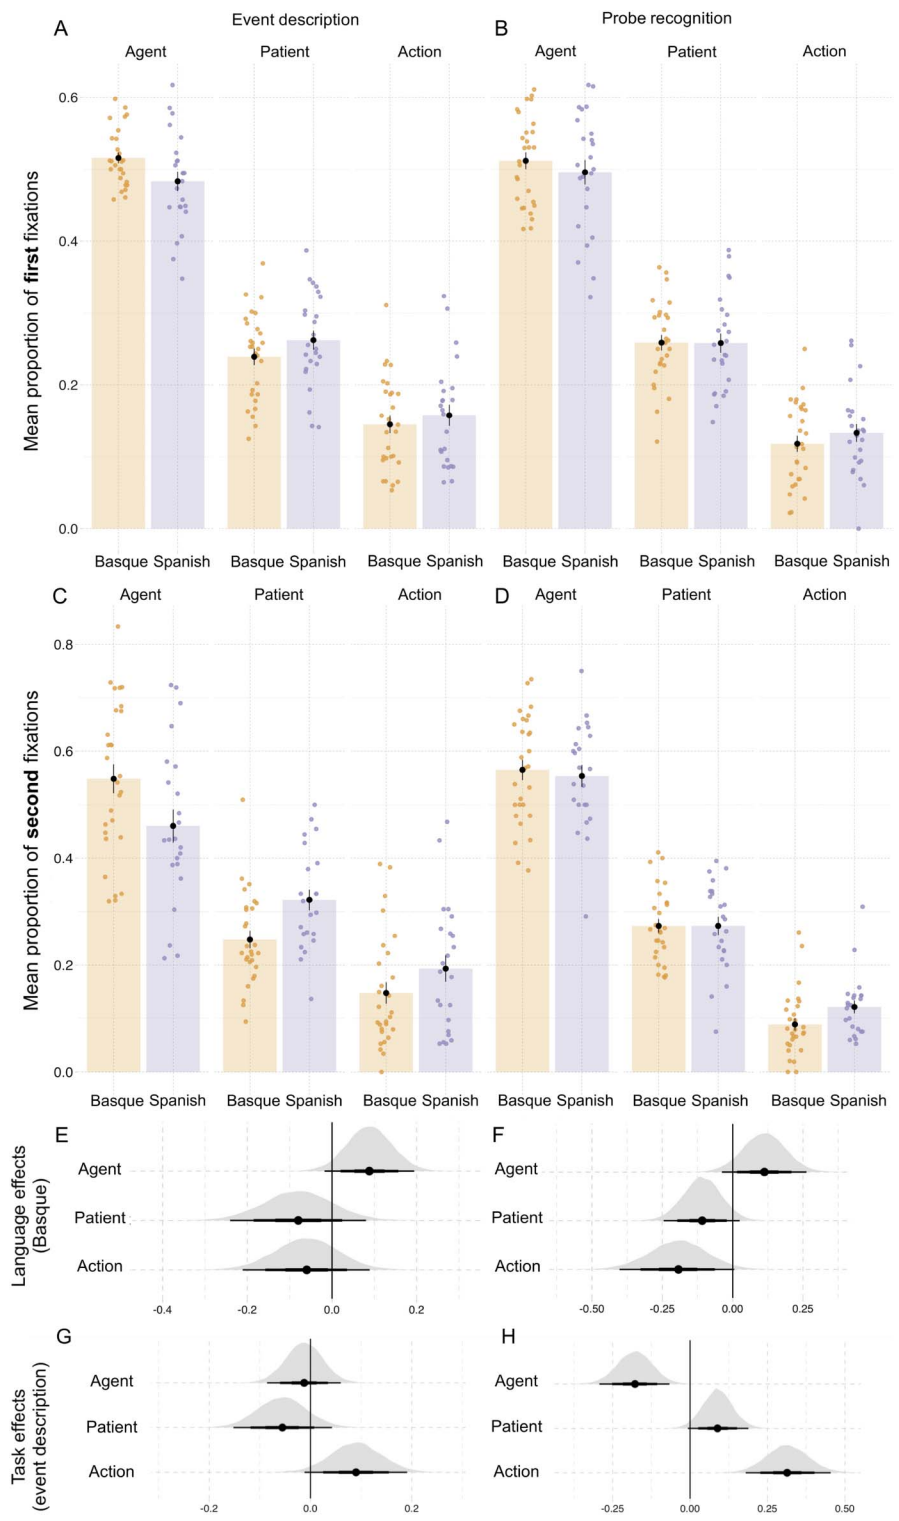 Event description Probe recognition
A B
Agent Patient Action Agent Patient Action
Mean proportion of first fixations
0.6
0.4
0.2
0.0
Basque Spanish Basque Spanish Basque Spanish Basque Spanish Basque Spanish Basque Spanish
C Agent Patient Action D Agent Patient Action
Mean proportion of second fixations
0.8
0.6
0.4
0.2
0.0
Basque Spanish Basque Spanish Basque Spanish Basque Spanish Basque Spanish Basque Spanish
E F
Language effects
(Basque)
Agent Agent
Patient Patient
Action Action
-0.4 -0.2 0.0 0.2 -0.50 -0.25 0.00 0.25
G H
Task effects
(event description)
Agent Agent
Patient Patient
Action Action
-0.2 0.0 0.2 -0.25 0.00 0.25 0.50